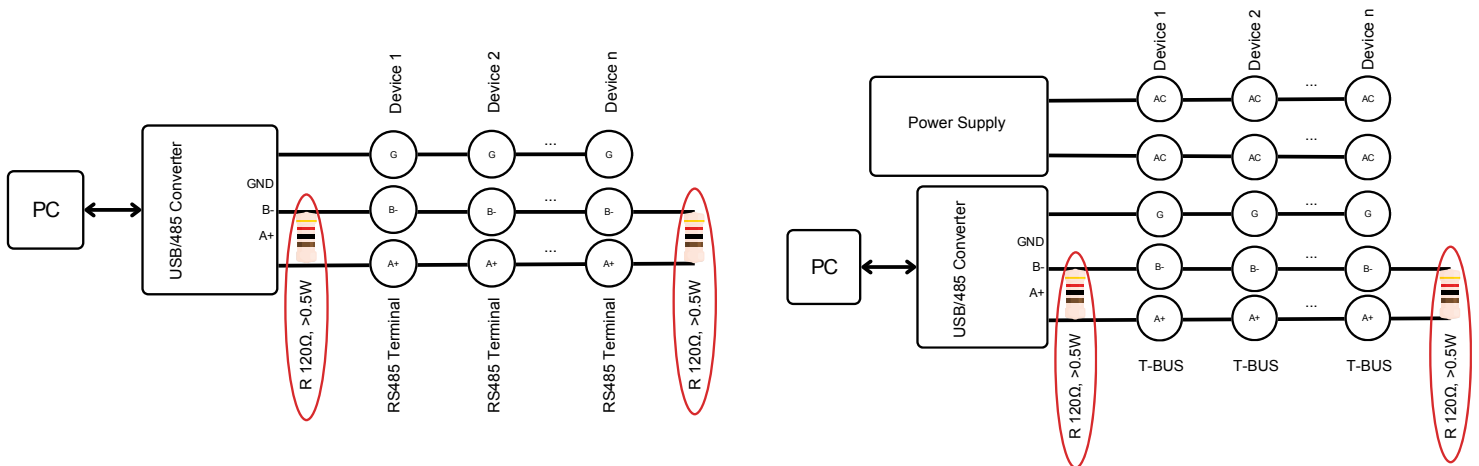 Device 1
Device 2
Device n
PC
USB/485 Converter
GND
B-
A+
G
G
...
G
B-
B-
...
B-
A+
A+
...
A+
R 120Ω, >0.5W
RS485 Terminal
RS485 Terminal
RS485 Terminal
R 120Ω, >0.5W
Device 1
Device 2
Device n
Power Supply
AC
AC
...
AC
AC
AC
...
AC
PC
USB/485 Converter
GND
B-
A+
G
G
...
G
B-
B-
...
B-
A+
A+
...
A+
R 120Ω, >0.5W
T-BUS
T-BUS
T-BUS
R 120Ω, >0.5W